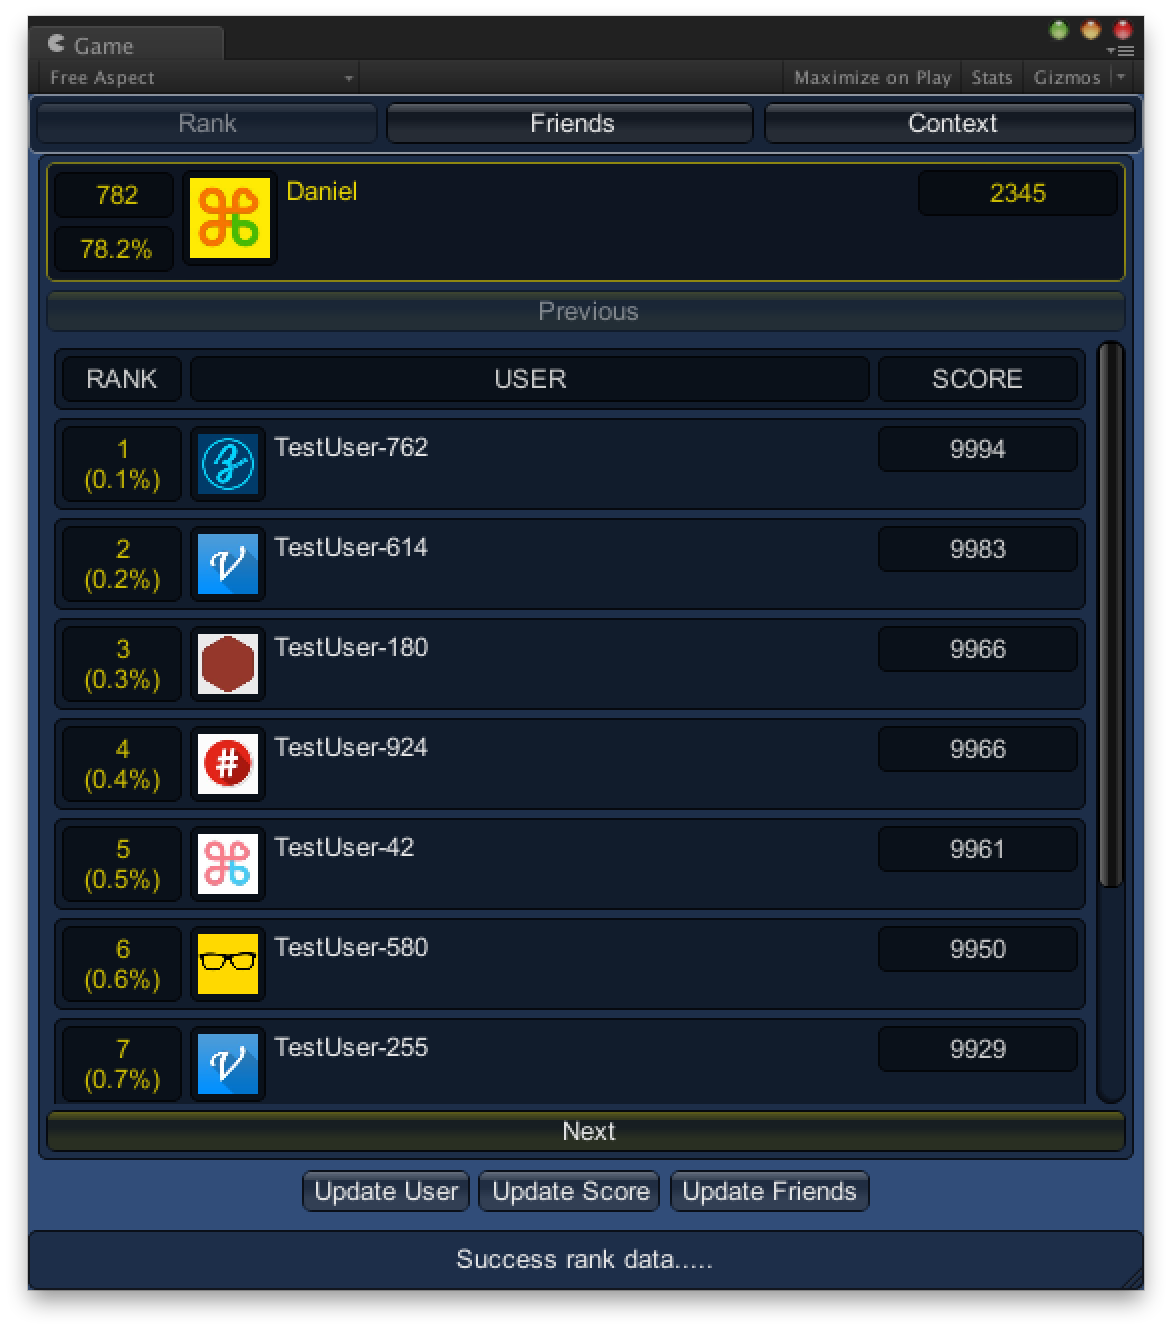 Game
Free Aspect
Maximize on Play Stats Gizmos
Rank Friends Context
782 Daniel 2345
78.2%
Previous
RANK USER SCORE
1 TestUser-762 9994
(0.1%)
2 TestUser-614 9983
(0.2%)
3 TestUser-180 9966
(0.3%)
4 TestUser-924 9966
(0.4%)
#
5 TestUser-42 9961
(0.5%)
6 TestUser-580 9950
(0.6%)
7 TestUser-255 9929
(0.7%)
Next
Update User Update Score Update Friends
Success rank data.....